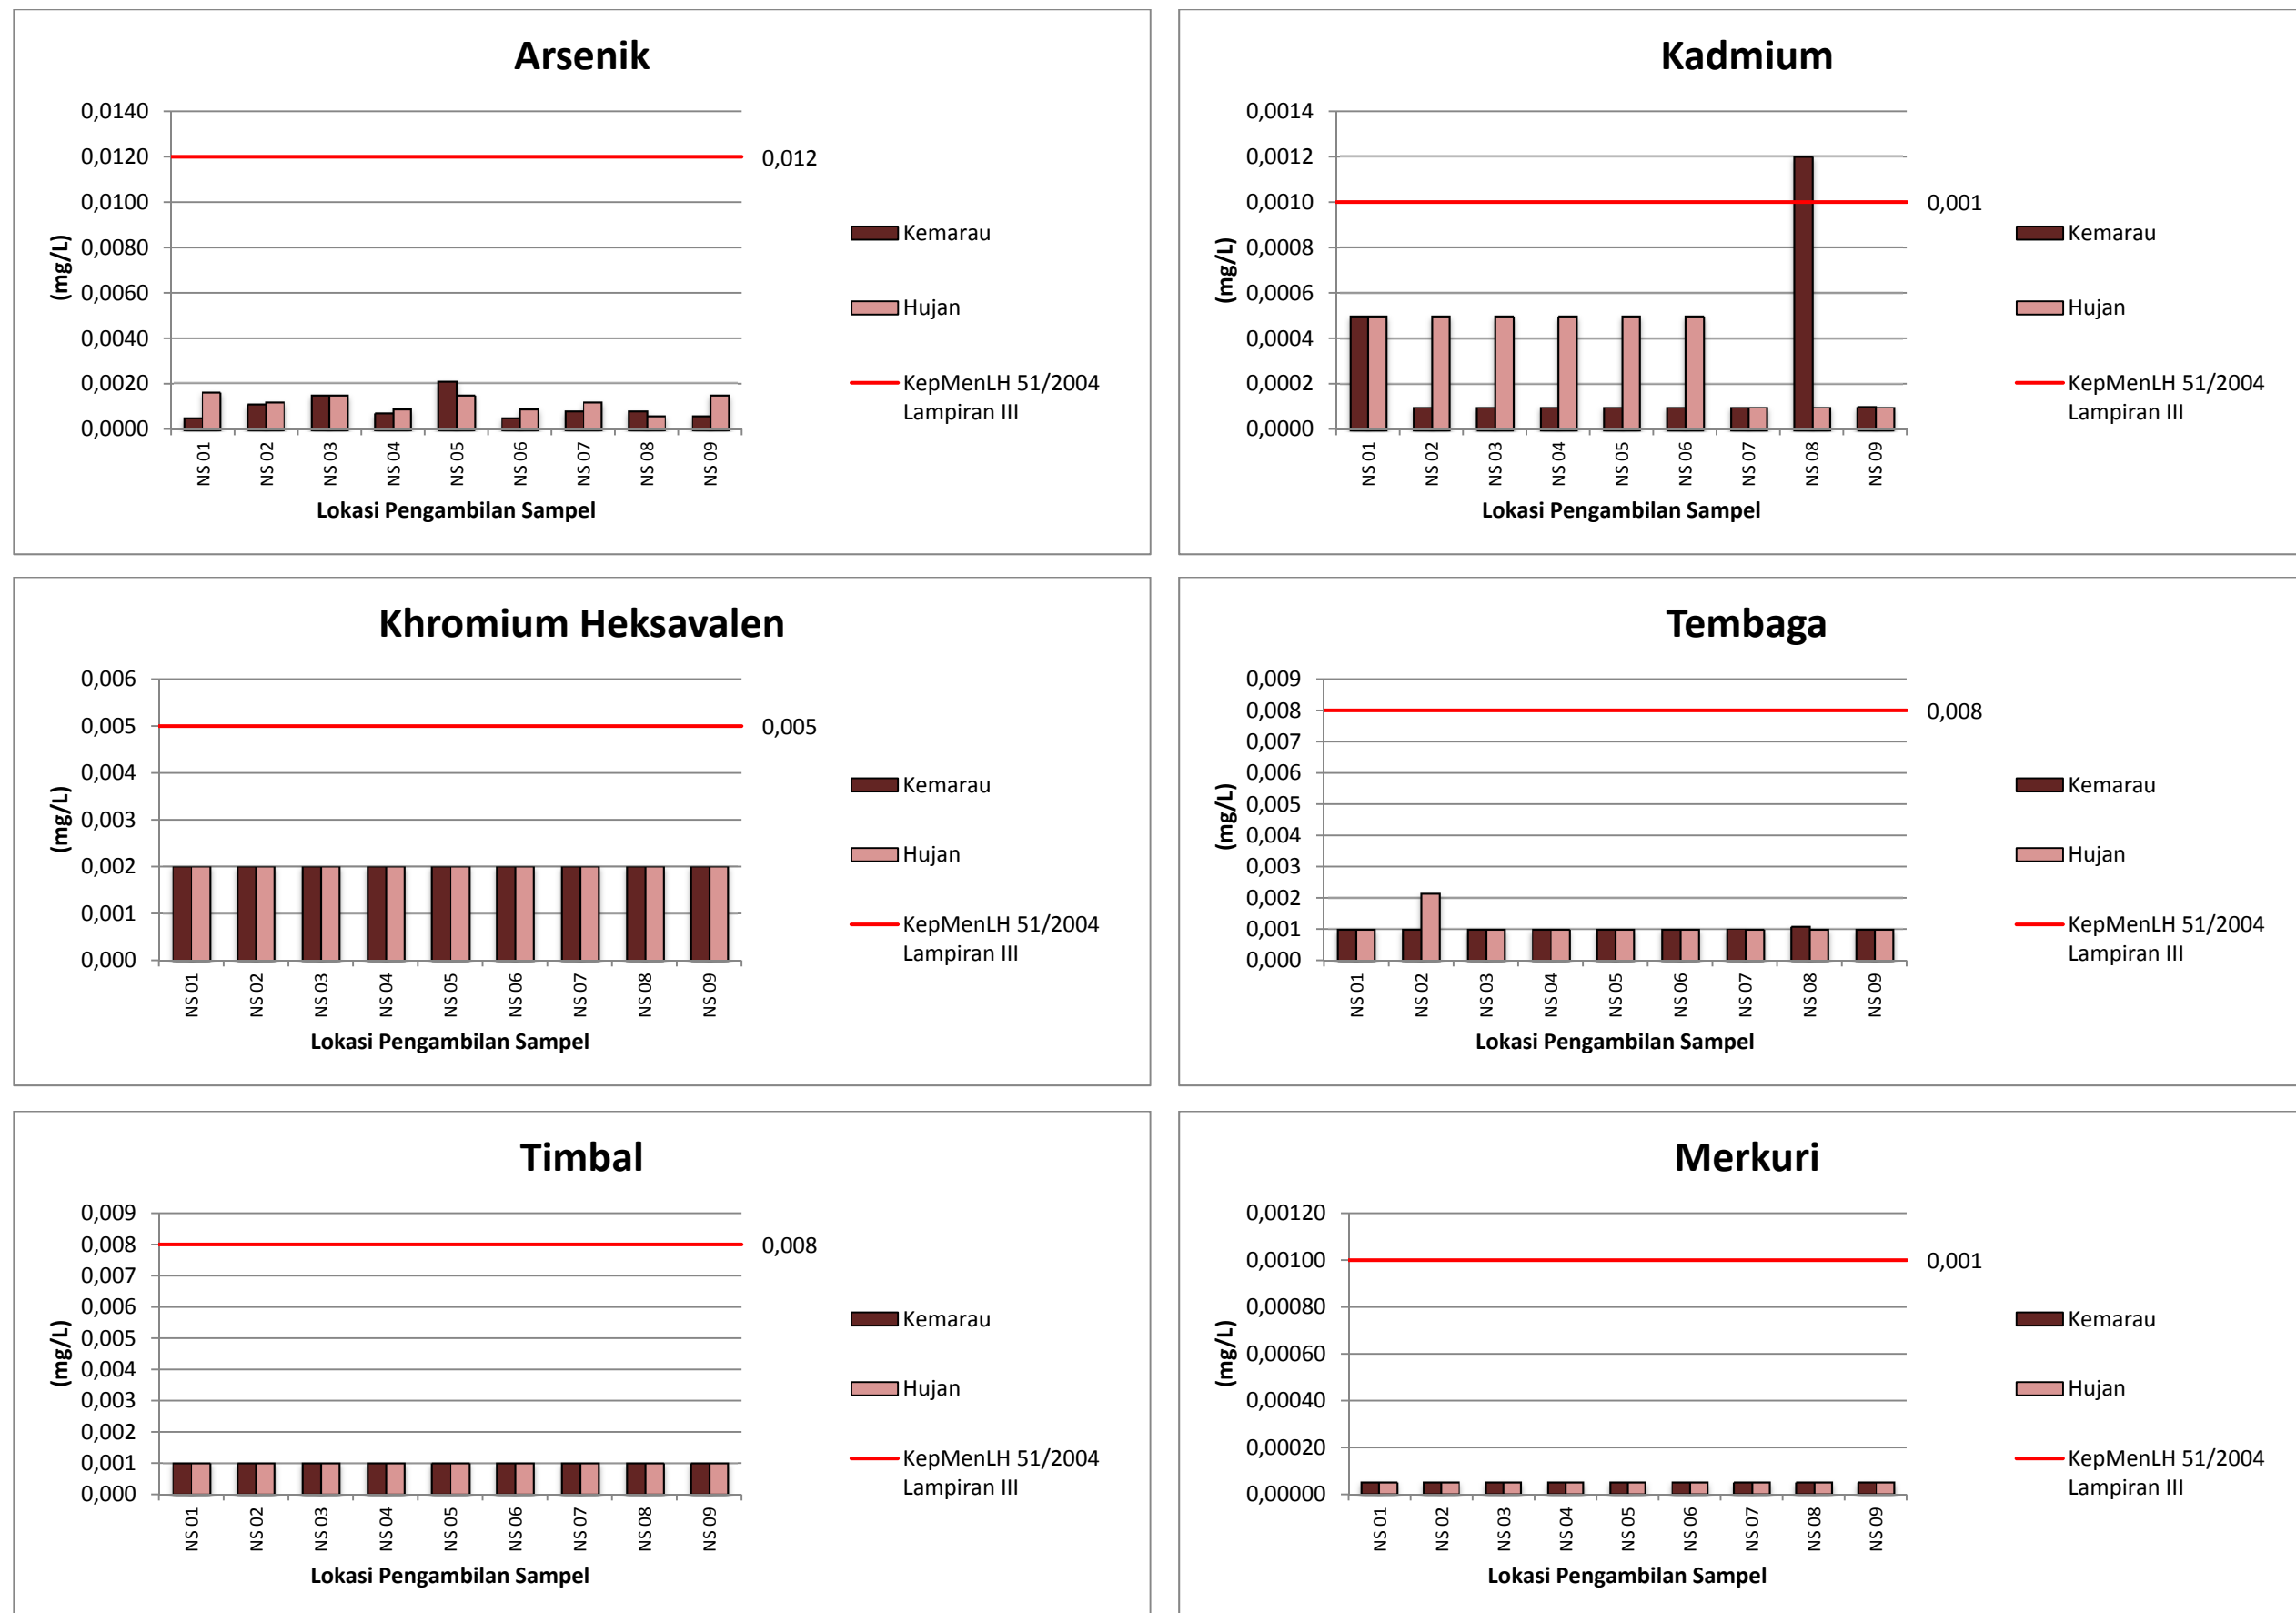 Arsenik
0,0140
0,0120
0,0100
0,0080
0,0060
0,0040
0,0020
0,0000
(mg/L)
0,012
NS 01
NS 02
NS 03
NS 04
NS 05
NS 06
NS 07
NS 08
NS 09
Lokasi Pengambilan Sampel
Kemarau
Hujan
KepMenLH 51/2004
Lampiran III
Kadmium
0,0014
0,0012
0,0010
0,0008
0,0006
0,0004
0,0002
0,0000
(mg/L)
0,001
NS 01
NS 02
NS 03
NS 04
NS 05
NS 06
NS 07
NS 08
NS 09
Lokasi Pengambilan Sampel
Kemarau
Hujan
KepMenLH 51/2004
Lampiran III
Khromium Heksavalen
0,006
0,005
0,004
0,003
0,002
0,001
0,000
(mg/L)
0,005
NS 01
NS 02
NS 03
NS 04
NS 05
NS 06
NS 07
NS 08
NS 09
Lokasi Pengambilan Sampel
Kemarau
Hujan
KepMenLH 51/2004
Lampiran III
Tembaga
0,009
0,008
0,007
0,006
0,005
0,004
0,003
0,002
0,001
0,000
(mg/L)
0,008
NS 01
NS 02
NS 03
NS 04
NS 05
NS 06
NS 07
NS 08
NS 09
Lokasi Pengambilan Sampel
Kemarau
Hujan
KepMenLH 51/2004
Lampiran III
Timbal
0,009
0,008
0,007
0,006
0,005
0,004
0,003
0,002
0,001
0,000
(mg/L)
0,008
NS 01
NS 02
NS 03
NS 04
NS 05
NS 06
NS 07
NS 08
NS 09
Lokasi Pengambilan Sampel
Kemarau
Hujan
KepMenLH 51/2004
Lampiran III
Merkuri
0,00120
0,00100
0,00080
0,00060
0,00040
0,00020
0,00000
(mg/L)
0,001
NS 01
NS 02
NS 03
NS 04
NS 05
NS 06
NS 07
NS 08
NS 09
Lokasi Pengambilan Sampel
Kemarau
Hujan
KepMenLH 51/2004
Lampiran III